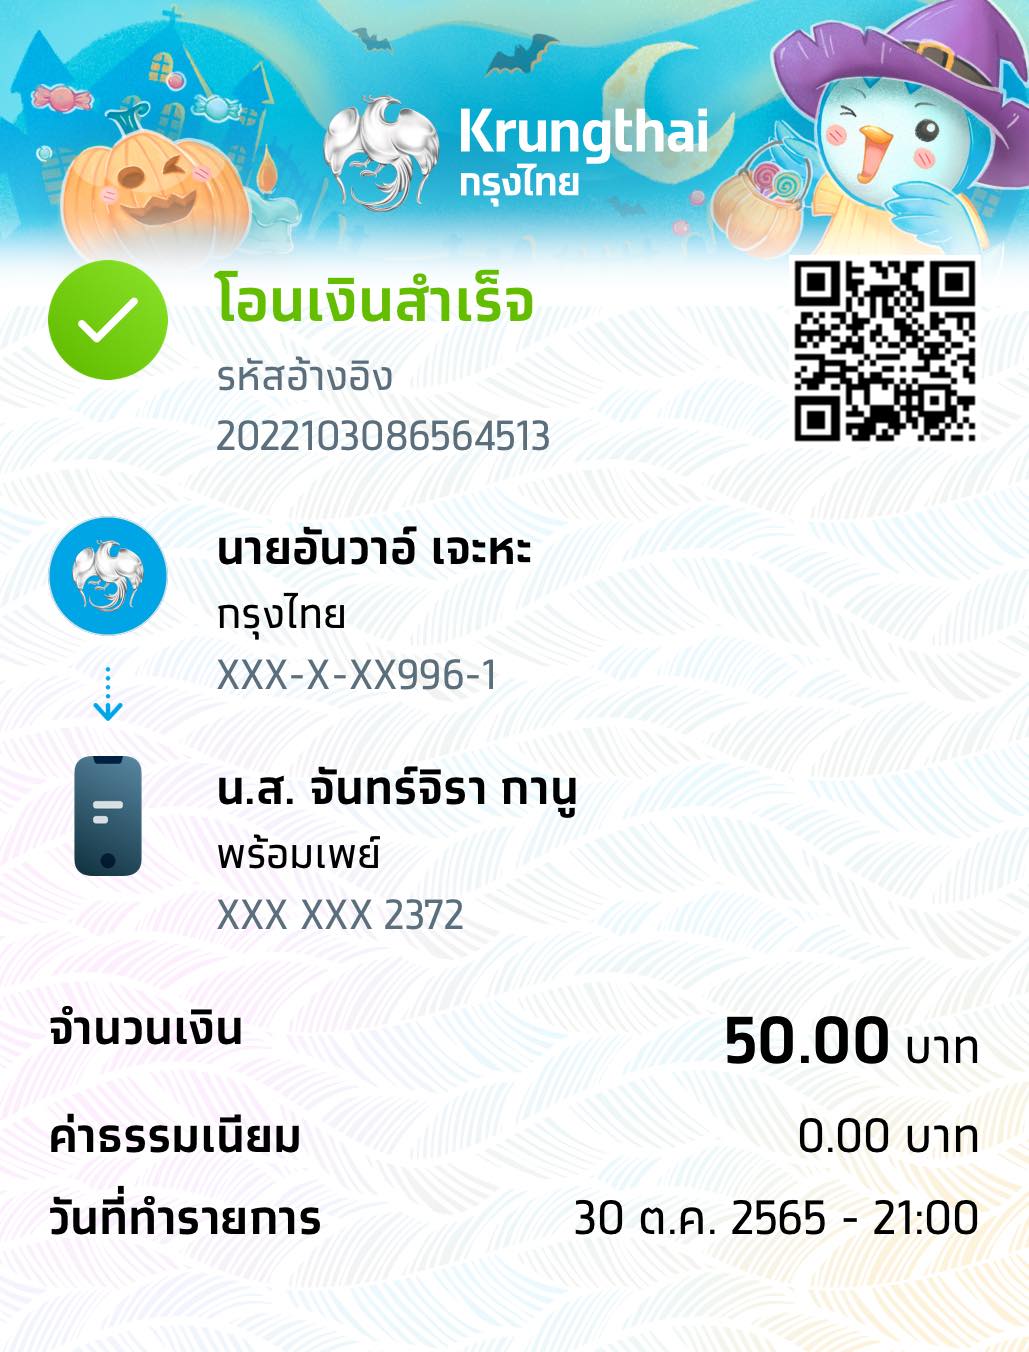 Krungthai
กรุงไทย
โอนเงินสำเร็จ
รหัสอ้างอิง
2022103086564513
นายอันวาอ์ เจะหะ
กรุงไทย
XXX-X-XX996-1
น.ส. จันทร์จิรา กานู
พร้อมเพย์
XXX XXX 2372
จำนวนเงิน 50.00 บาท
ค่าธรรมเนียม 0.00 บาท
วันที่ทำรายการ 30 ต.ค. 2565 - 21:00